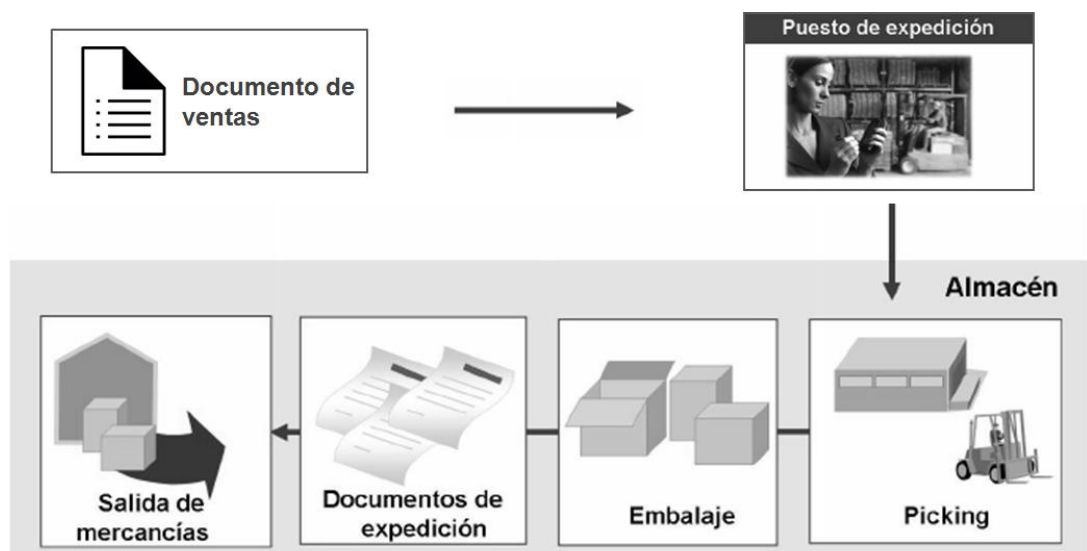 Documento de
ventas
Puesto de expedición
Almacén
Salida de
mercancías
Documentos de
expedición
Embalaje
Picking